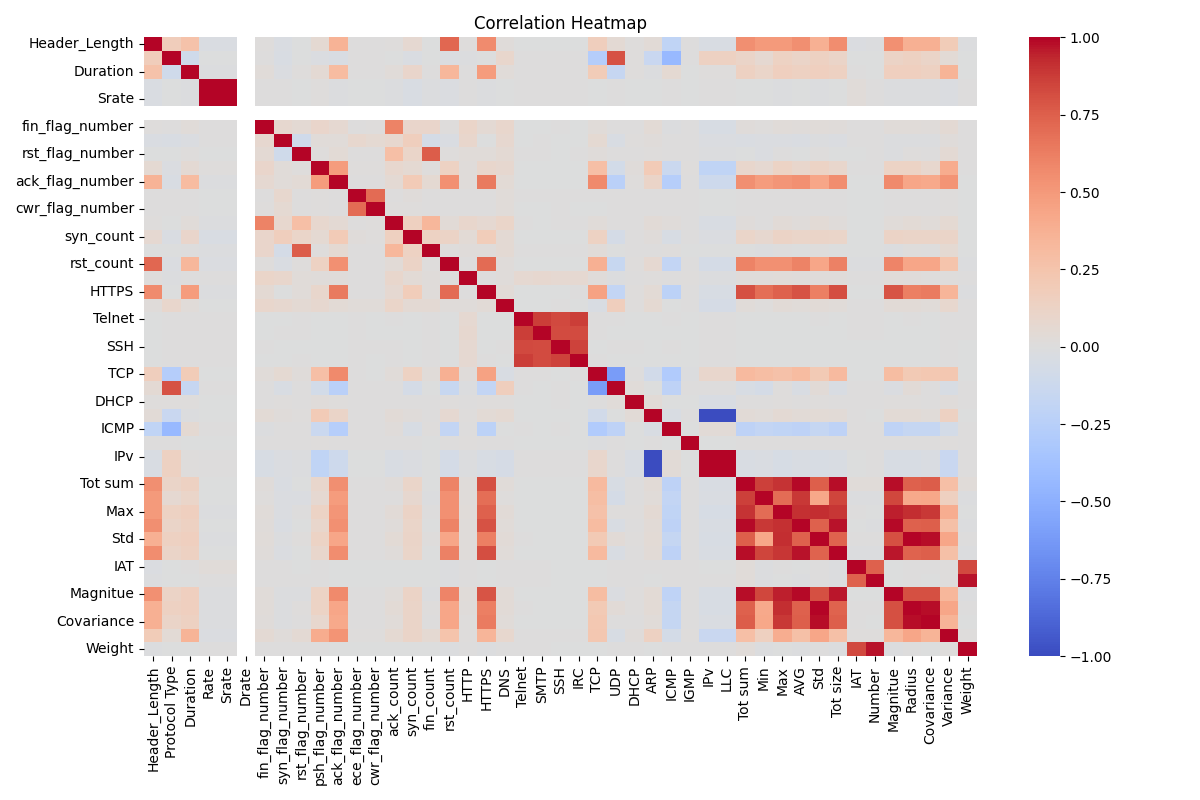 Correlation Heatmap
Header_Length
Duration
Srate
fin_flag_number
rst_flag_number
ack_flag_number
cwr_flag_number
syn_count
rst_count
HTTPS
Telnet
SSH
TCP
DHCP
ICMP
IPv
Tot sum
Max
Std
IAT
Magnitue
Covariance
Weight
Header_Length
Protocol Type
Duration
Rate
Srate
Drate
fin_flag_number
syn_flag_number
rst_flag_number
psh_flag_number
ack_flag_number
ece_flag_number
cwr_flag_number
ack_count
syn_count
fin_count
rst_count
HTTP
HTTPS
DNS
Telnet
SMTP
SSH
IRC
TCP
UDP
DHCP
ARP
ICMP
IGMP
IPv
LLC
Tot sum
Min
Max
AVG
Std
Tot size
IAT
Number
Magnitue
Radius
Covariance
Variance
Weight
1.00
0.75
0.50
0.25
0.00
−0.25
−0.50
−0.75
−1.00